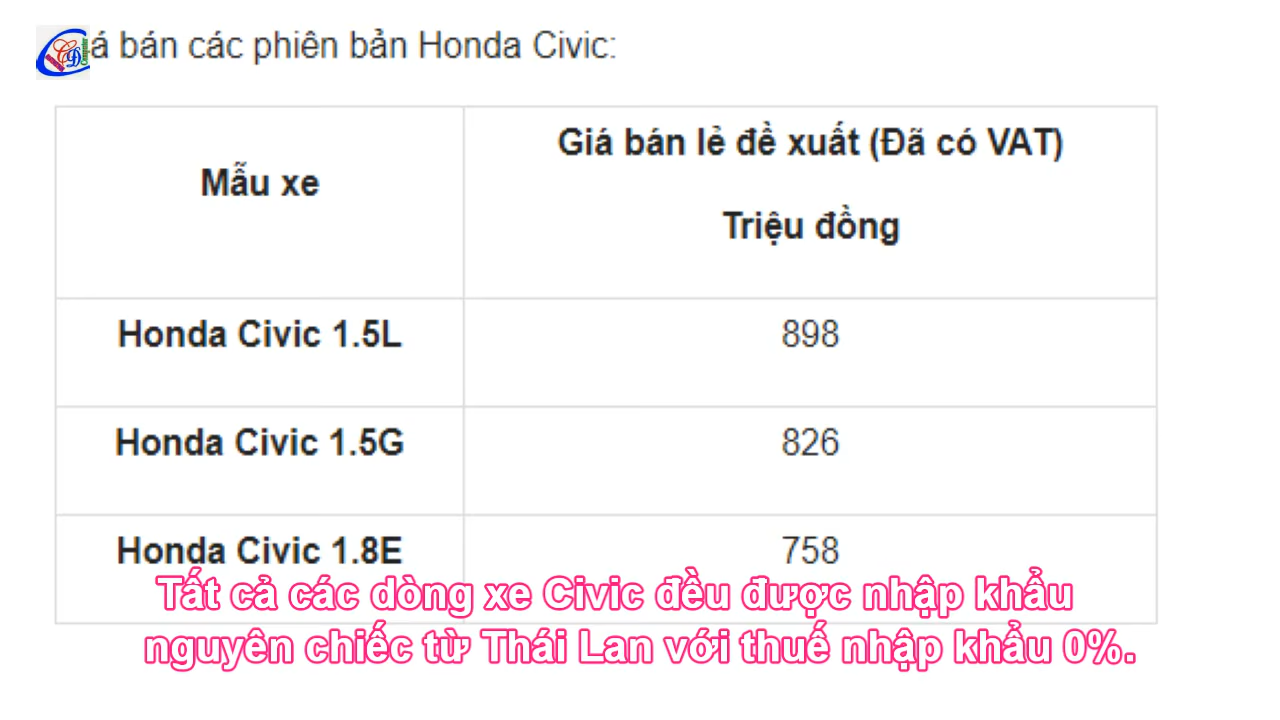 á bán các phiên bản Honda Civic:
Mẫu xe
Giá bán lẻ đề xuất (Đã có VAT)
Triệu đồng
Honda Civic 1.5L
898
Honda Civic 1.5G
826
Honda Civic 1.8E
758
Tất cả các dòng xe Civic đều được nhập khẩu
nguyên chiếc từ Thái Lan với thuế nhập khẩu 0%.